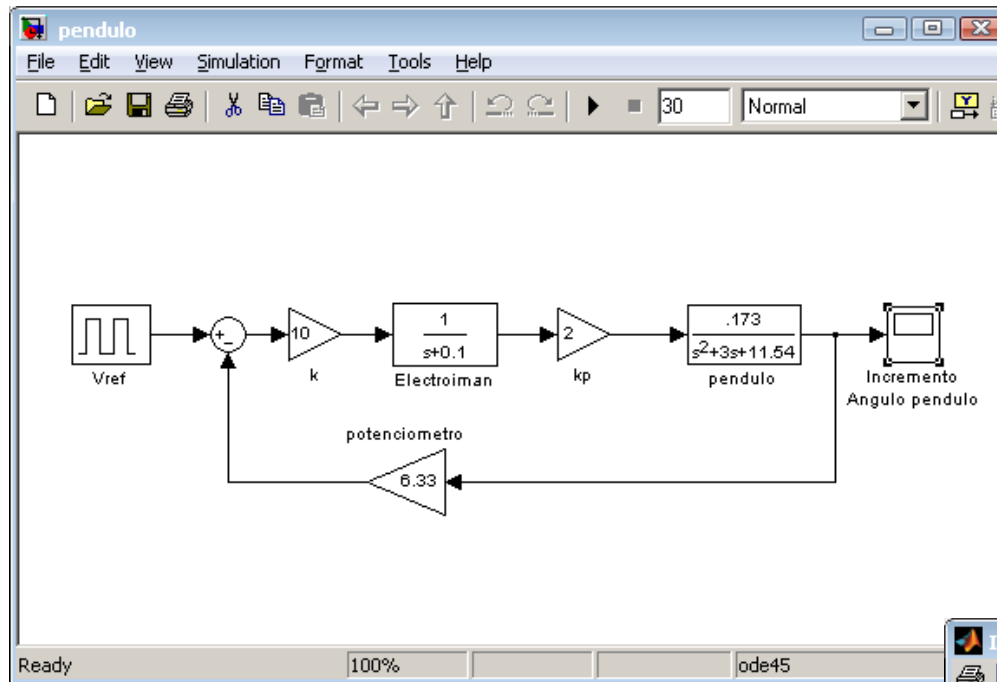 pendulo
File Edit View Simulation Format Tools Help
30 Normal
10
1
s+0.1
2
.173
s²+3s+11.54
Vref
k
Electroiman
kp
pendulo
Incremento
Angulo pendulo
potenciometro
6.33
Ready 100% ode45